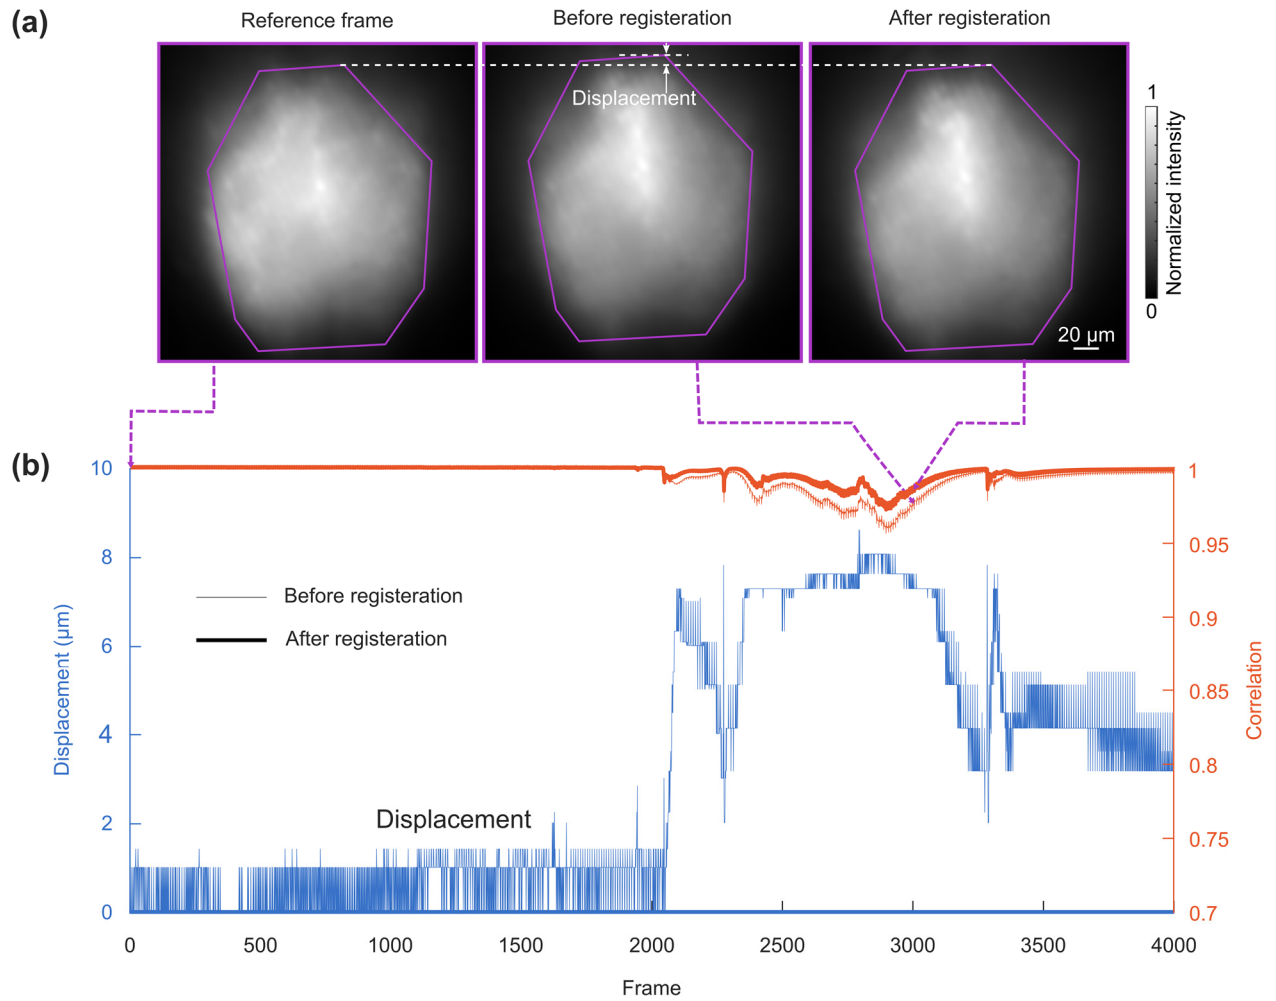 (a)
Reference frame
Before registeration
After registeration
Displacement
20 µm
1
Normalized intensity
0
(b)
10
8
6
4
2
0
Displacement (µm)
Before registeration
After registeration
Displacement
1
0.95
0.9
0.85
0.8
0.75
0.7
Correlation
0 500 1000 1500 2000 2500 3000 3500 4000
Frame